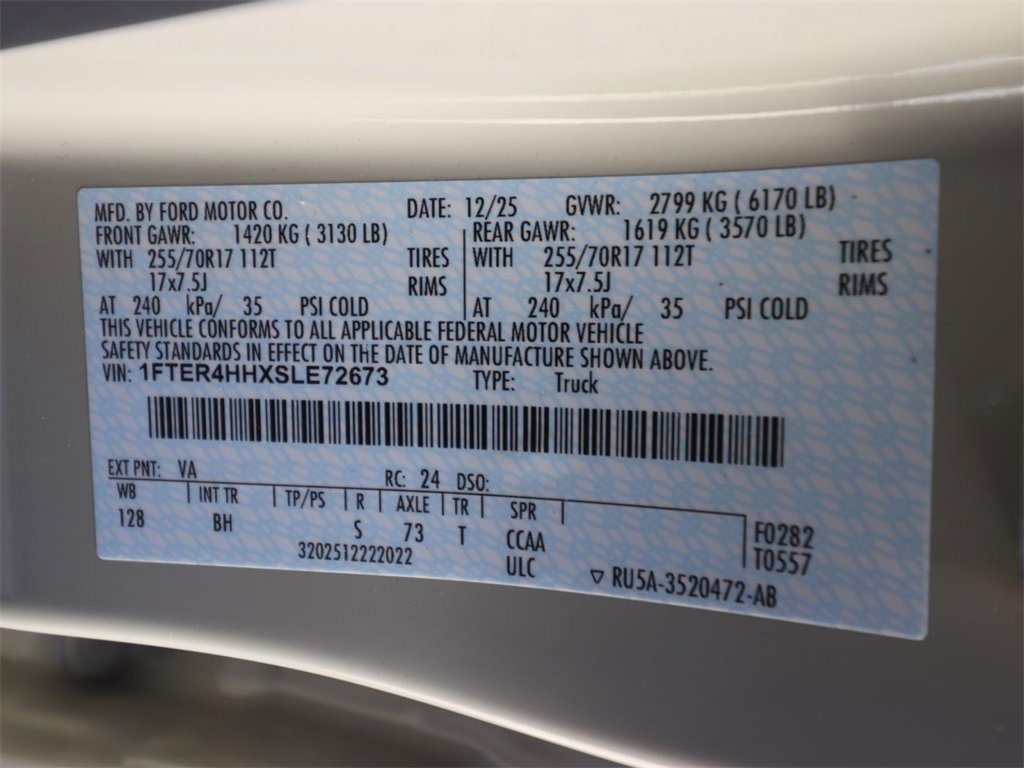 MFD. BY FORD MOTOR CO. DATE: 12/25 GVWR: 2799 KG ( 6170 LB)
FRONT GAWR: 1420 KG ( 3130 LB) REAR GAWR: 1619 KG ( 3570 LB)
WITH 255/70R17 112T TIRES WITH 255/70R17 112T TIRES
17x7.5J RIMS 17x7.5J RIMS
AT 240 kPa/ 35 PSI COLD AT 240 kPa/ 35 PSI COLD
THIS VEHICLE CONFORMS TO ALL APPLICABLE FEDERAL MOTOR VEHICLE
SAFETY STANDARDS IN EFFECT ON THE DATE OF MANUFACTURE SHOWN ABOVE.
VIN: 1FTER4HHXSLE72673 TYPE: Truck
EXT PNT: VA RC: 24 DSO:
WB INT TR TP/PS R AXLE TR SPR
128 BH S 73 T CCAA F0282
3202512222022 ULC T0557
RU5A-3520472-AB